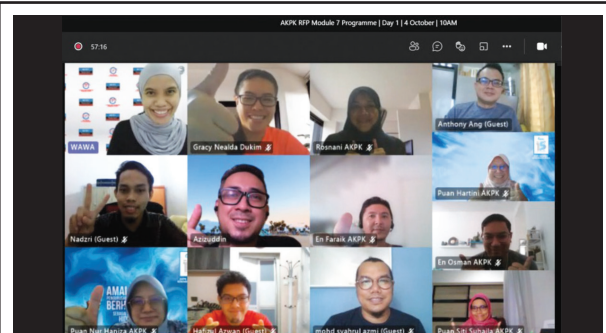 AKPK RFP Module 7 Programme | Day 1 | 4 October | 10AM
57:16
WAWA
Gracy Nealda Dukim
Rosnani AKPK
Anthony Ang (Guest)
Puan Hartini AKPK
Nadzri (Guest)
Azizuddin
En Faraik AKPK
En Osman AKPK
Puan Nur Haniza AKPK
Hafizul Azwan (Guest)
mohd syahrul azmi (Guest)
Puan Siti Suhaila AKPK